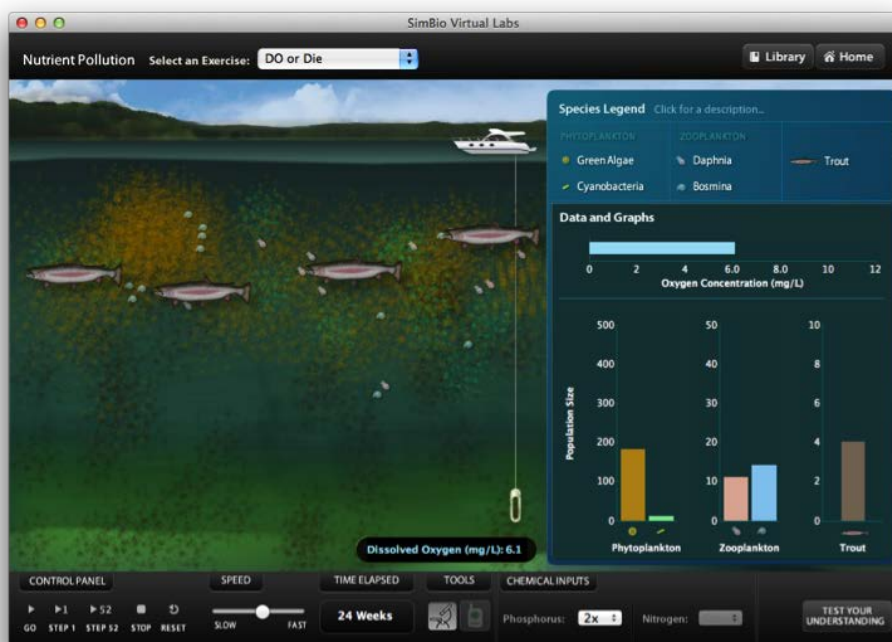 SimBio Virtual Labs
Nutrient Pollution Select an Exercise: DO or Die Library Home
Species Legend Click for a description...
PHYTOPLANKTON ZOOPLANKTON
Green Algae Daphnia Trout
Cyanobacteria Bosmina
Data and Graphs
0 2 4 6.0 8.0 10 12
Oxygen Concentration (mg/L)
500 50 10
400 40 8
300 30 6
Population Size
200 20 4
100 10 2
0 0 0
Phytoplankton Zooplankton Trout
Dissolved Oxygen (mg/L): 6.1
CONTROL PANEL SPEED TIME ELAPSED TOOLS CHEMICAL INPUTS
1 52
GO STEP 1 STEP 52 STOP RESET SLOW FAST 24 Weeks Phosphorus: 2x Nitrogen: TEST YOUR
UNDERSTANDING